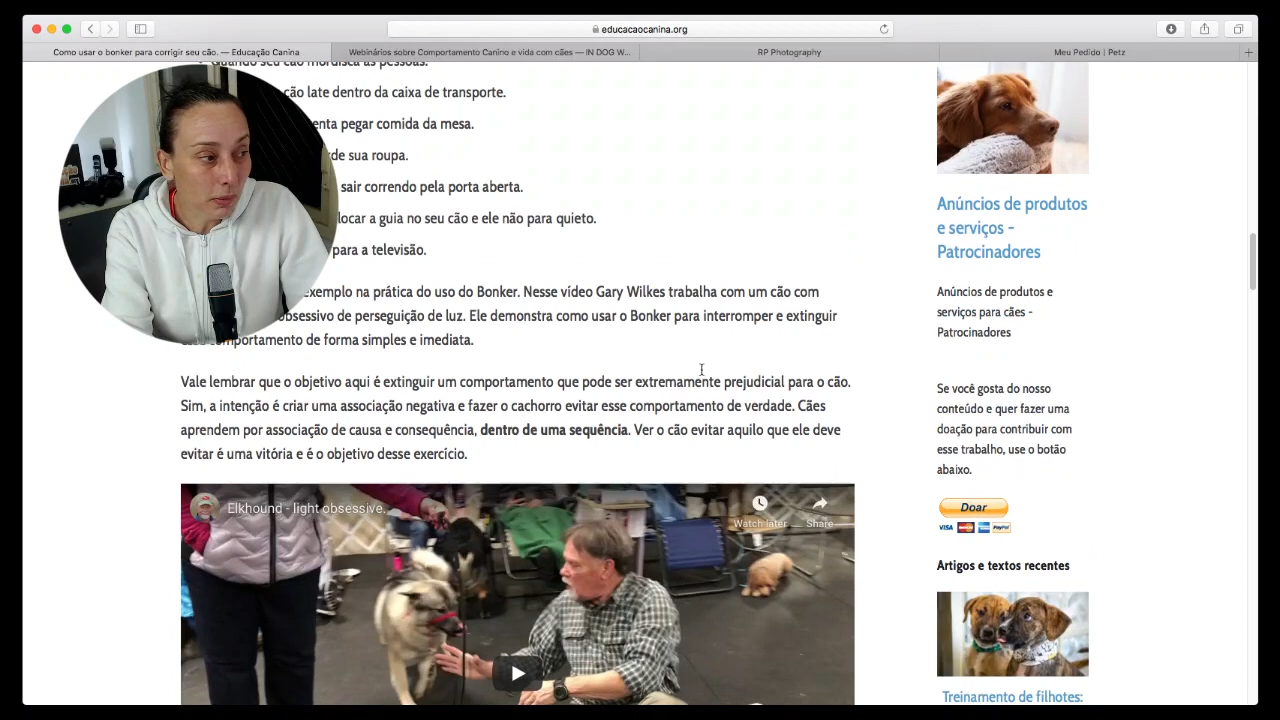 educacaocanina.org
Como usar o bonker para corrigir seu cão. — Educação Canina
Webinários sobre Comportamento Canino e vida com cães — IN DOG W...
RP Photography
Meu Pedido | Petz
Quando seu cão mordisca as pessoas.
cão late dentro da caixa de transporte.
enta pegar comida da mesa.
rde sua roupa.
sair correndo pela porta aberta.
locar a guia no seu cão e ele não para quieto.
para a televisão.
exemplo na prática do uso do Bonker. Nesse vídeo Gary Wilkes trabalha com um cão com
obsessivo de perseguição de luz. Ele demonstra como usar o Bonker para interromper e extinguir
comportamento de forma simples e imediata.
Vale lembrar que o objetivo aqui é extinguir um comportamento que pode ser extremamente prejudicial para o cão.
Sim, a intenção é criar uma associação negativa e fazer o cachorro evitar esse comportamento de verdade. Cães
aprendem por associação de causa e consequência, dentro de uma sequência. Ver o cão evitar aquilo que ele deve
evitar é uma vitória e é o objetivo desse exercício.
Elkhound - light obsessive.
Watch later
Share
Anúncios de produtos
e serviços -
Patrocinadores
Anúncios de produtos e
serviços para cães -
Patrocinadores
Se você gosta do nosso
conteúdo e quer fazer uma
doação para contribuir com
esse trabalho, use o botão
abaixo.
Doar
VISA
PayPal
Artigos e textos recentes
Treinamento de filhotes: